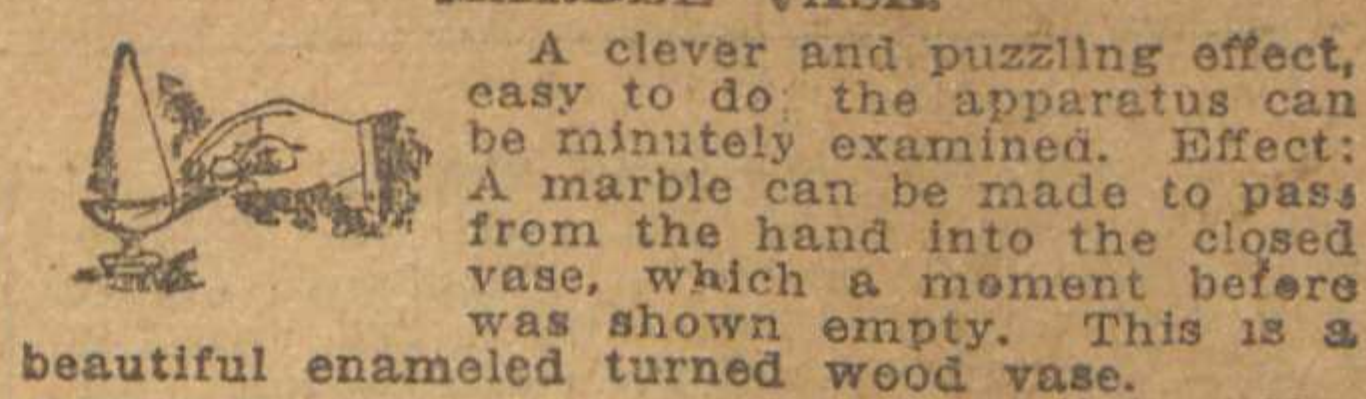 MARBLE VASE.
A clever and puzzling effect,
easy to do; the apparatus can
be minutely examined. Effect:
A marble can be made to pass
from the hand into the closed
vase, which a moment before
was shown empty. This is a
beautiful enameled turned wood vase.